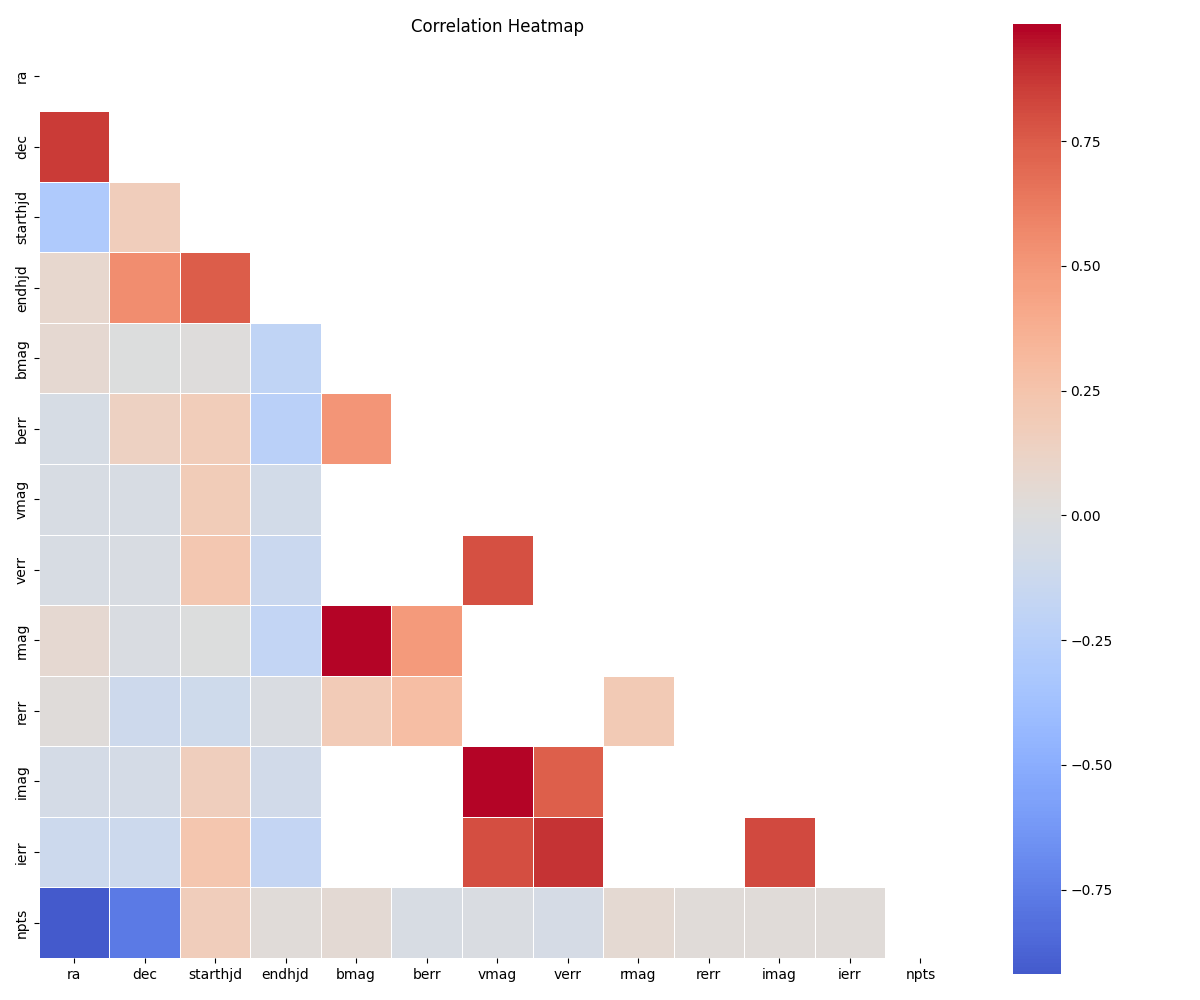 Correlation Heatmap
ra
dec
starthjd
endhjd
bmag
berr
vmag
verr
rmag
rerr
imag
ierr
npts
ra dec starthjd endhjd bmag berr vmag verr rmag rerr imag ierr npts
0.75
0.50
0.25
0.00
−0.25
−0.50
−0.75